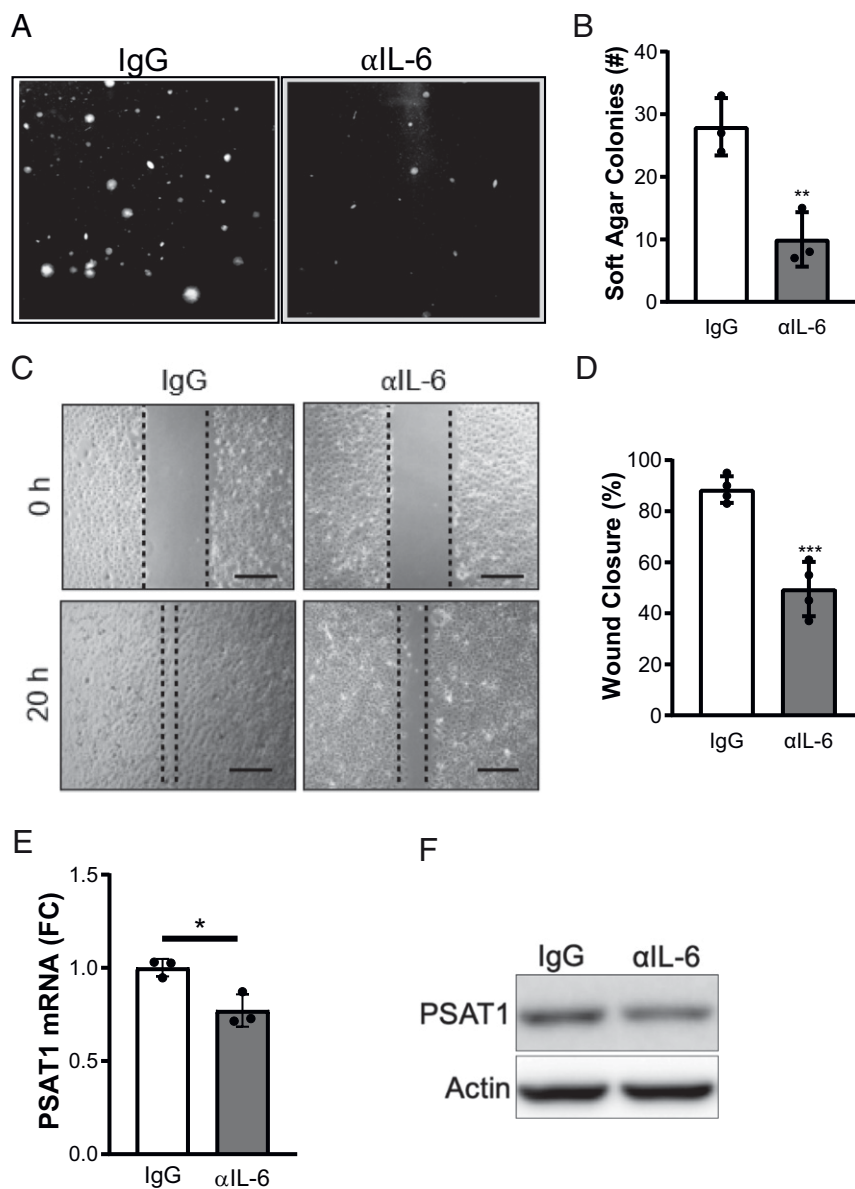 A
IgG
αIL-6
B
Soft Agar Colonies (#)
40
30
20
10
0
**
IgG
αIL-6
C
IgG
αIL-6
0 h
20 h
D
Wound Closure (%)
100
80
60
40
20
0
***
IgG
αIL-6
E
PSAT1 mRNA (FC)
1.5
1.0
0.5
0.0
*
IgG
αIL-6
F
IgG
αIL-6
PSAT1
Actin